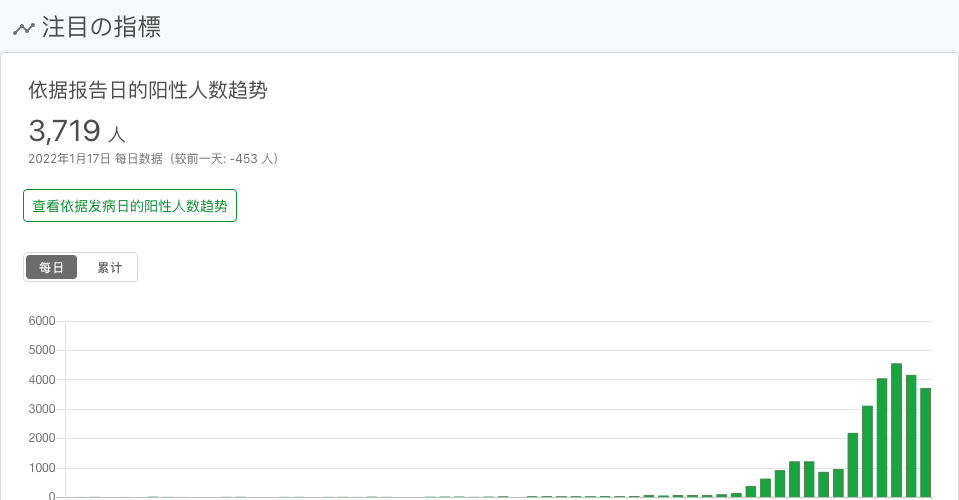 注目の指標
依据报告日的阳性人数趋势
3,719 人
2022年1月17日 每日数据（较前一天: -453 人）
查看依据发病日的阳性人数趋势
每日 累计
6000
5000
4000
3000
2000
1000
0